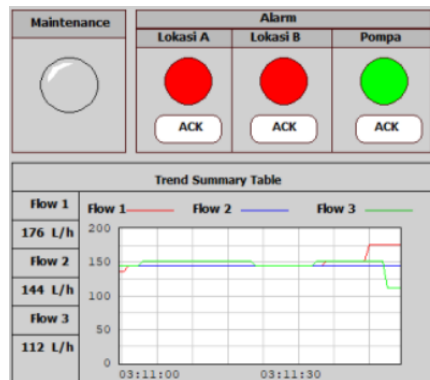 Maintenance
Alarm
Lokasi A Lokasi B Pompa
ACK ACK ACK
Trend Summary Table
Flow 1
176 L/h
Flow 2
144 L/h
Flow 3
112 L/h
Flow 1 Flow 2 Flow 3
200
150
100
50
0
03:11:00 03:11:30